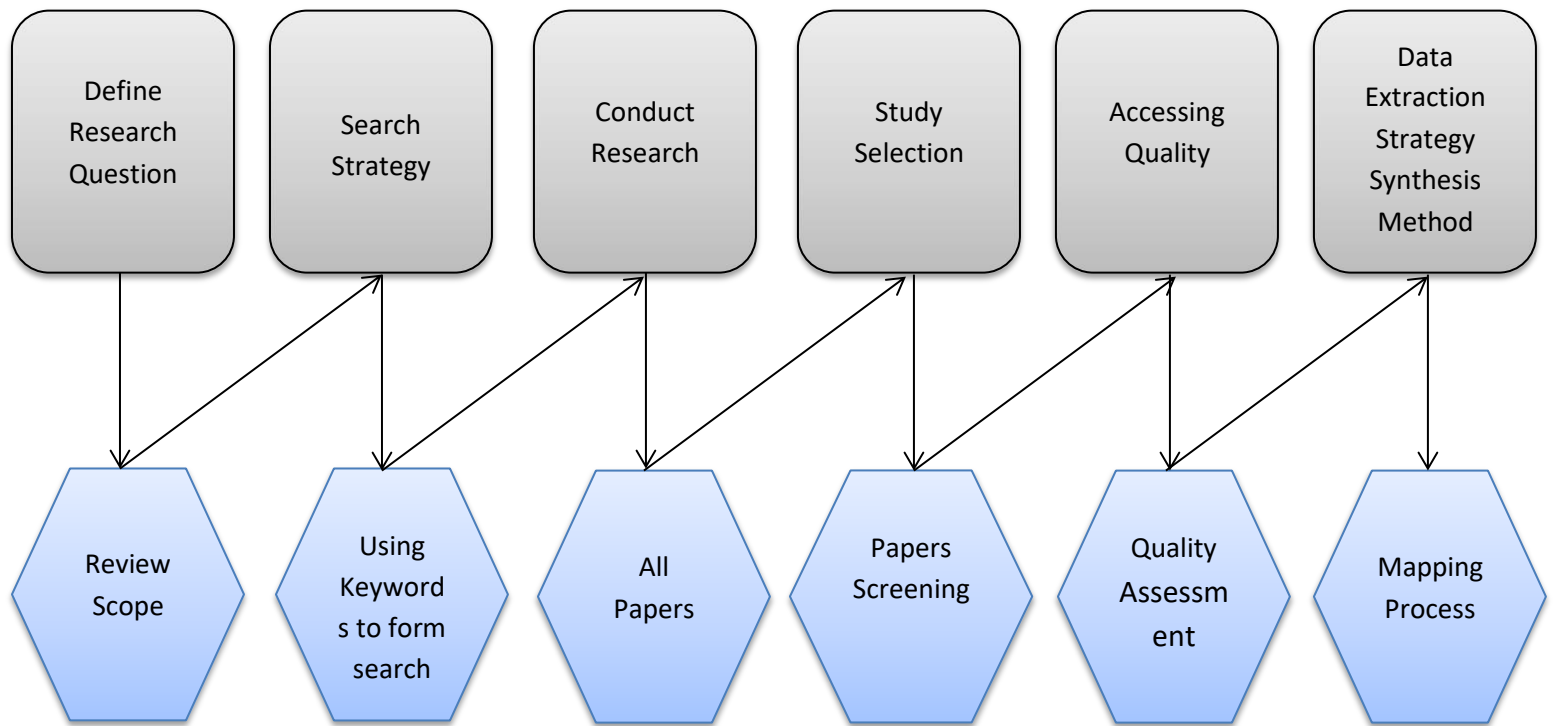 Define
Research
Question
Search
Strategy
Conduct
Research
Study
Selection
Accessing
Quality
Data
Extraction
Strategy
Synthesis
Method
Review
Scope
Using
Keyword
s to form
search
All
Papers
Papers
Screening
Quality
Assessm
ent
Mapping
Process